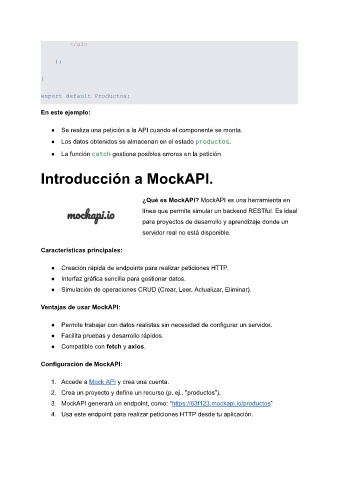 </ul>
);
}
export default Productos;
En este ejemplo:
● Se realiza una petición a la API cuando el componente se monta.
● Los datos obtenidos se almacenan en el estado productos.
● La función catch gestiona posibles errores en la petición.
Introducción a MockAPI.
mockapi.io
¿Qué es MockAPI? MockAPI es una herramienta en
línea que permite simular un backend RESTful. Es ideal
para proyectos de desarrollo y aprendizaje donde un
servidor real no está disponible.
Características principales:
● Creación rápida de endpoints para realizar peticiones HTTP.
● Interfaz gráfica sencilla para gestionar datos.
● Simulación de operaciones CRUD (Crear, Leer, Actualizar, Eliminar).
Ventajas de usar MockAPI:
● Permite trabajar con datos realistas sin necesidad de configurar un servidor.
● Facilita pruebas y desarrollo rápidos.
● Compatible con fetch y axios.
Configuración de MockAPI:
1. Accede a Mock API y crea una cuenta.
2. Crea un proyecto y define un recurso (p. ej., "productos").
3. MockAPI generará un endpoint, como: "https://63f123.mockapi.io/productos"
4. Usa este endpoint para realizar peticiones HTTP desde tu aplicación.